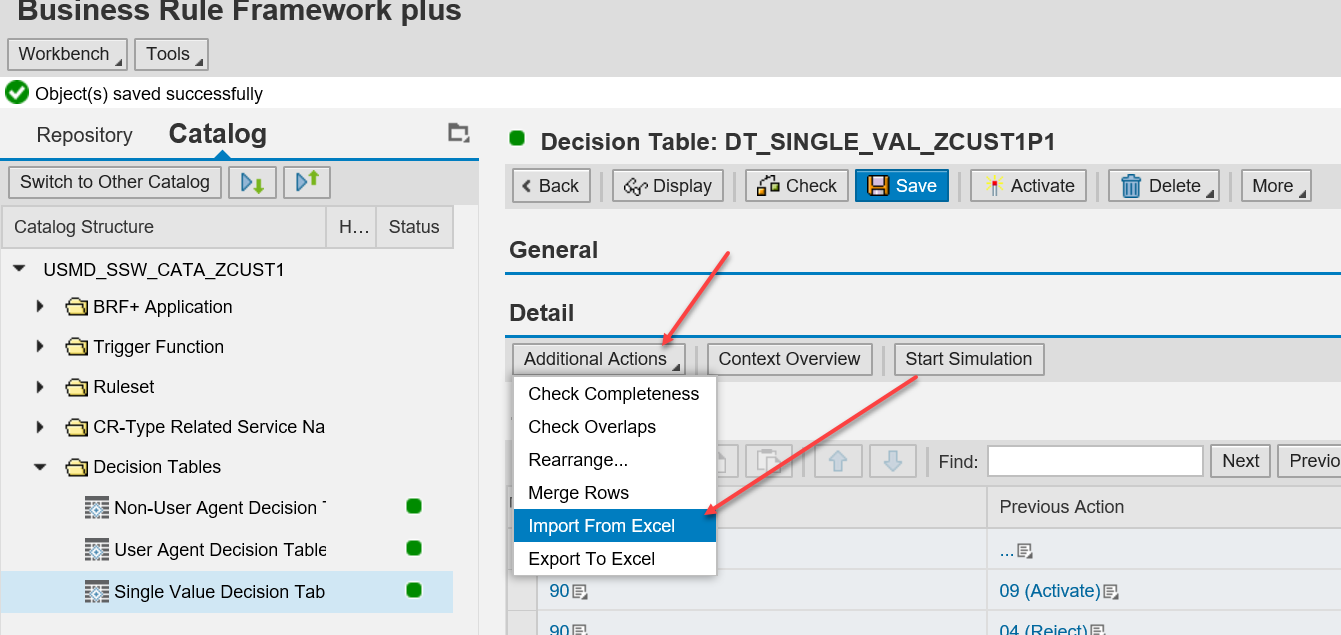 Business Rule Framework plus
Workbench Tools
Object(s) saved successfully
Repository Catalog
Switch to Other Catalog
Catalog Structure H... Status
USMD_SSW_CATA_ZCUST1
BRF+ Application
Trigger Function
Ruleset
CR-Type Related Service Na
Decision Tables
Non-User Agent Decision
User Agent Decision Table
Single Value Decision Tab
Decision Table: DT_SINGLE_VAL_ZCUST1P1
Back Display Check Save Activate Delete More
General
Detail
Additional Actions Context Overview Start Simulation
Check Completeness
Check Overlaps
Rearrange...
Merge Rows
Import From Excel
Export To Excel
Find: Next Previo
Previous Action
...
90 09 (Activate)
90 04 (Reject)